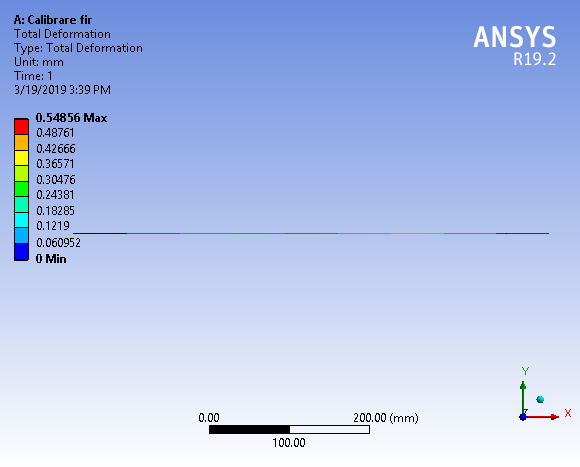 A: Calibrare fir
Total Deformation
Type: Total Deformation
Unit: mm
Time: 1
3/19/2019 3:39 PM
ANSYS
R19.2
0.54856 Max
0.48761
0.42666
0.36571
0.30476
0.24381
0.18285
0.1219
0.060952
0 Min
0.00
200.00 (mm)
100.00
Y
Z
X